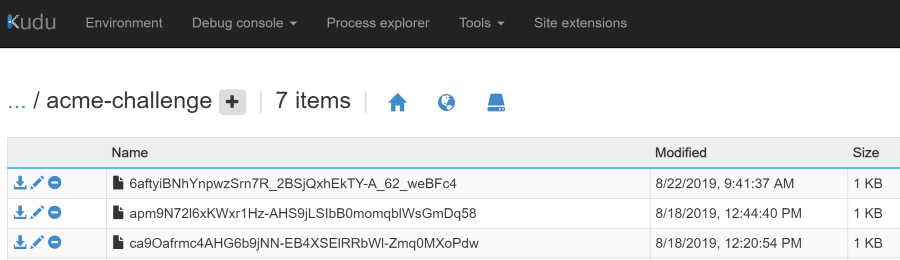 Kudu Environment Debug console Process explorer Tools Site extensions
... / acme-challenge + | 7 items |
Name Modified Size
6aftyiBNhYnpwzSrn7R_2BSjQxhEkTY-A_62_weBFc4 8/22/2019, 9:41:37 AM 1 KB
apm9N72l6xKWxr1Hz-AHS9jLSIbB0momqblWsGmDq58 8/18/2019, 12:44:40 PM 1 KB
ca9Oafrmc4AHG6b9jNN-EB4XSElRRbWl-Zmq0MXoPdw 8/18/2019, 12:20:54 PM 1 KB